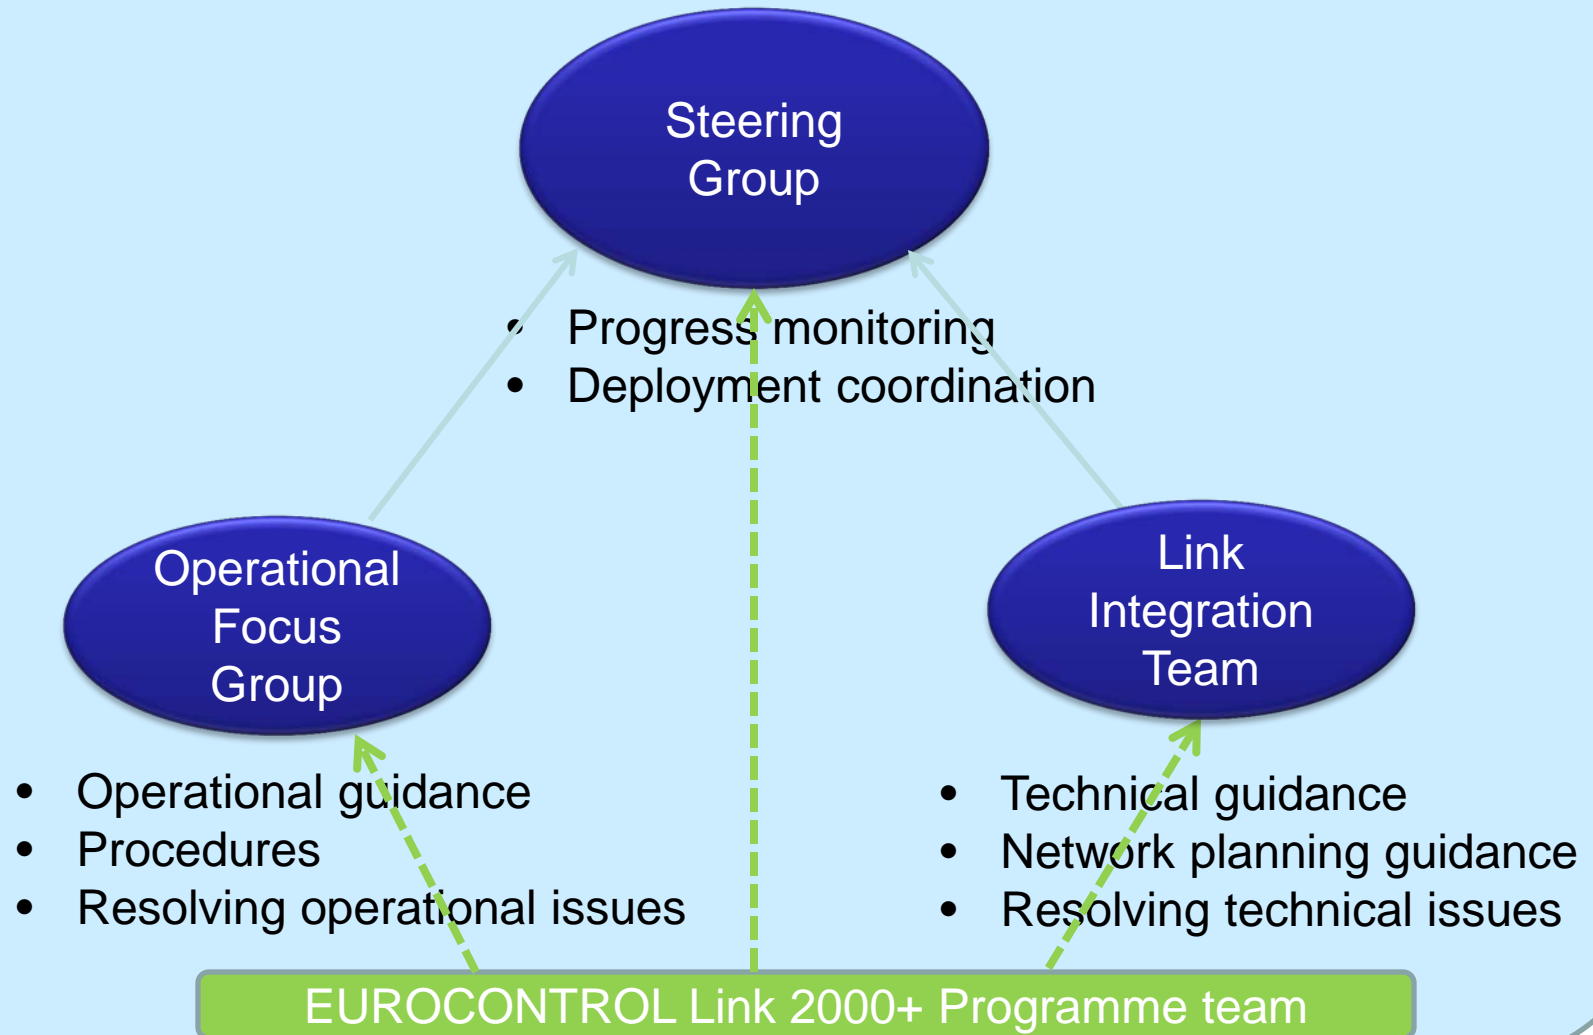 Steering
Group
• Progress monitoring
• Deployment coordination
Operational
Focus
Group
Link
Integration
Team
• Operational guidance
• Procedures
• Resolving operational issues
• Technical guidance
• Network planning guidance
• Resolving technical issues
EUROCONTROL Link 2000+ Programme team